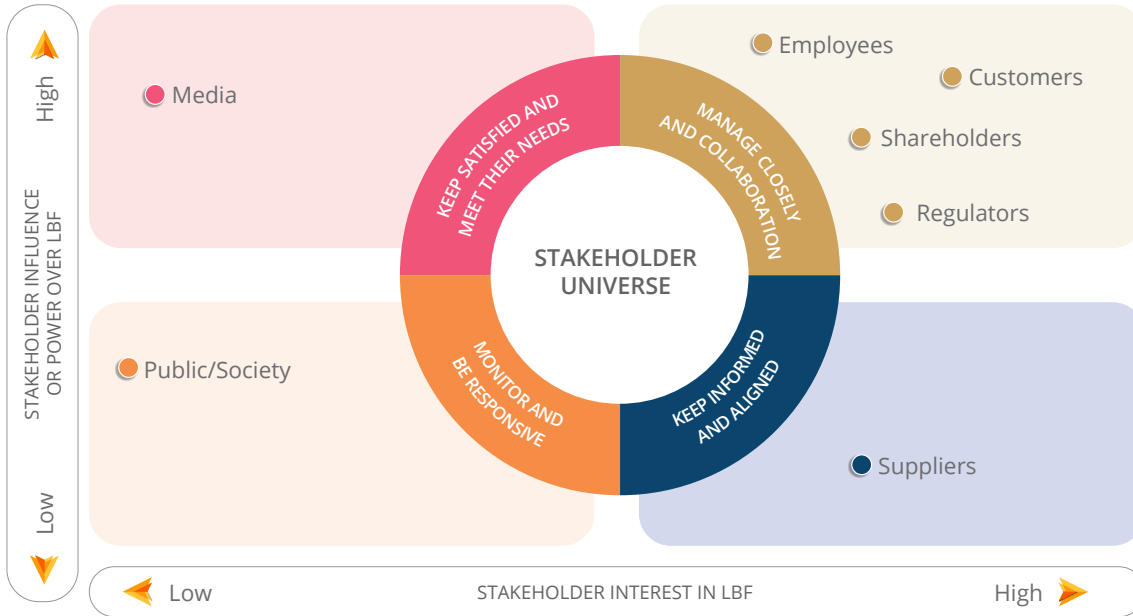 High
STAKEHOLDER INFLUENCE
OR POWER OVER LBF
Low
Media
KEEP SATISFIED AND
MEET THEIR NEEDS
Employees
Customers
Shareholders
Regulators
MANAGE CLOSELY
AND COLLABORATION
STAKEHOLDER
UNIVERSE
Public/Society
MONITOR AND
BE RESPONSIVE
KEEP INFORMED
AND ALIGNED
Suppliers
Low
STAKEHOLDER INTEREST IN LBF
High